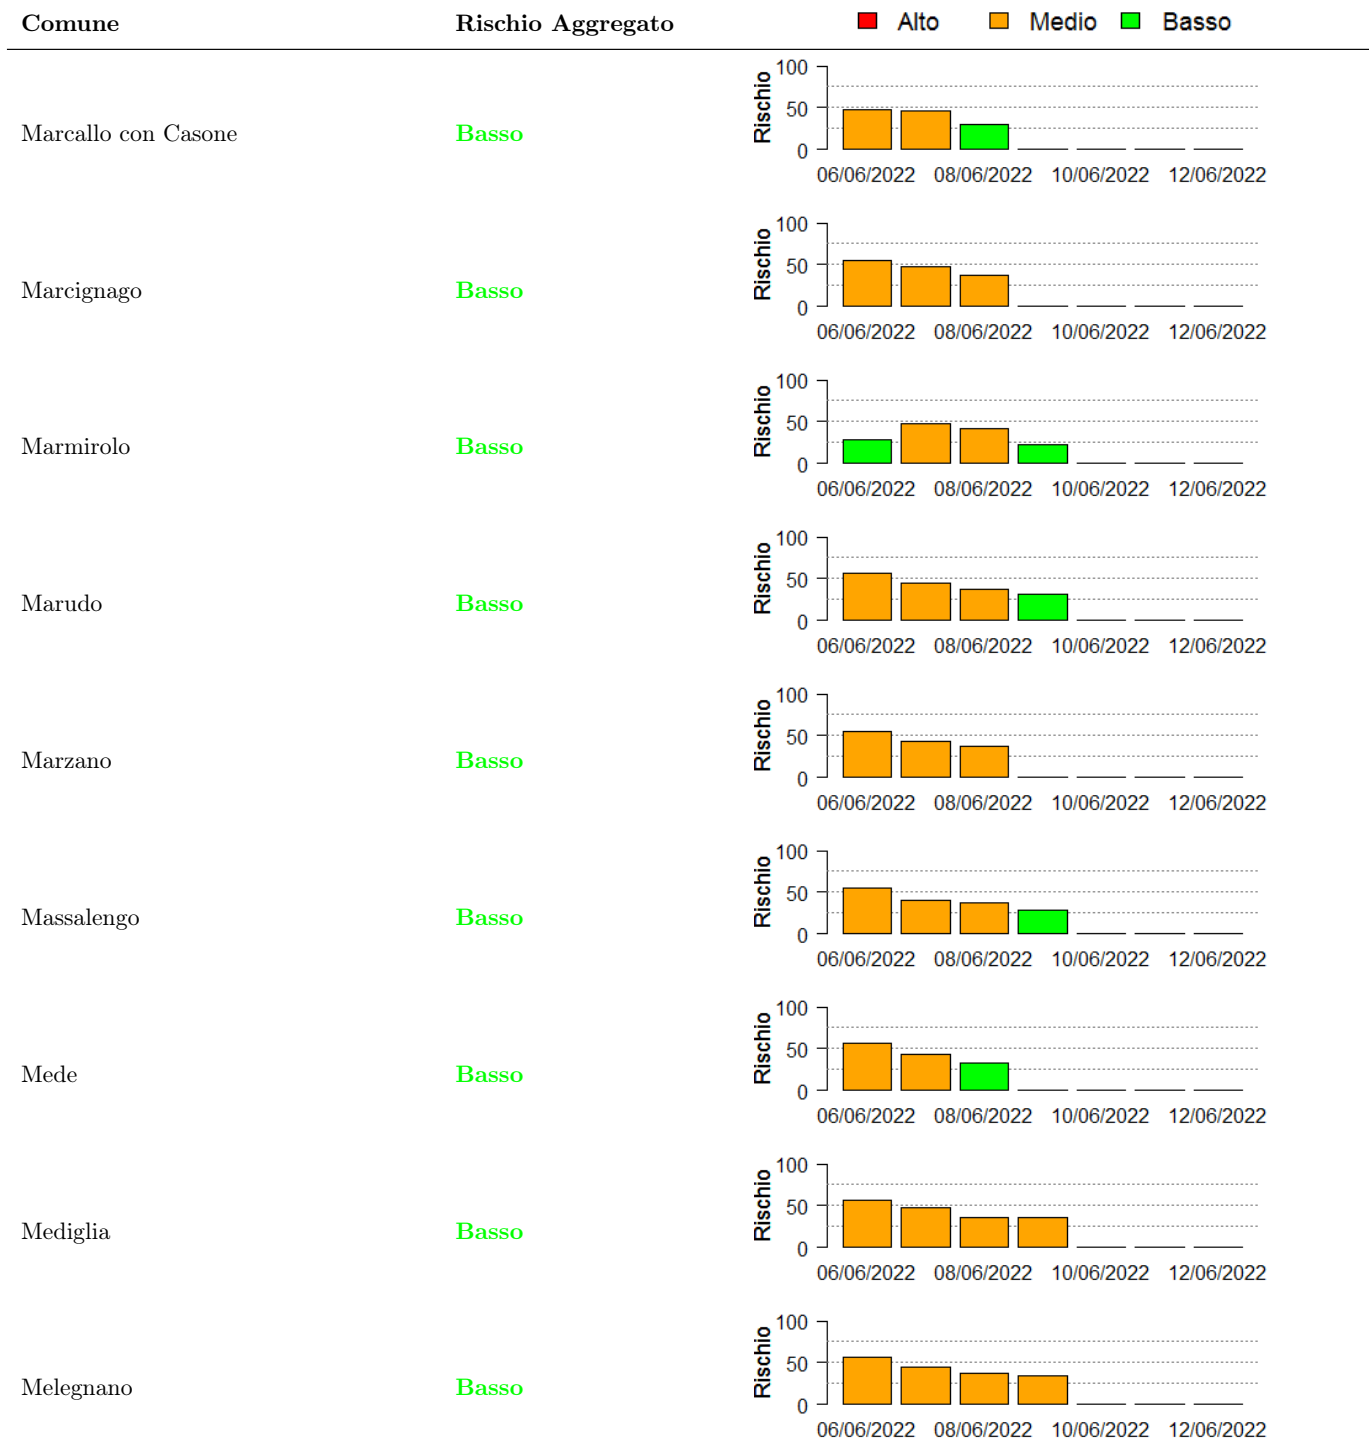 Comune Rischio Aggregato Alto Medio Basso
Marcallo con Casone Basso Rischio 100 50 0
06/06/2022 08/06/2022 10/06/2022 12/06/2022
Marcignago Basso Rischio 100 50 0
06/06/2022 08/06/2022 10/06/2022 12/06/2022
Marmirolo Basso Rischio 100 50 0
06/06/2022 08/06/2022 10/06/2022 12/06/2022
Marudo Basso Rischio 100 50 0
06/06/2022 08/06/2022 10/06/2022 12/06/2022
Marzano Basso Rischio 100 50 0
06/06/2022 08/06/2022 10/06/2022 12/06/2022
Massalengo Basso Rischio 100 50 0
06/06/2022 08/06/2022 10/06/2022 12/06/2022
Mede Basso Rischio 100 50 0
06/06/2022 08/06/2022 10/06/2022 12/06/2022
Mediglia Basso Rischio 100 50 0
06/06/2022 08/06/2022 10/06/2022 12/06/2022
Melegnano Basso Rischio 100 50 0
06/06/2022 08/06/2022 10/06/2022 12/06/2022